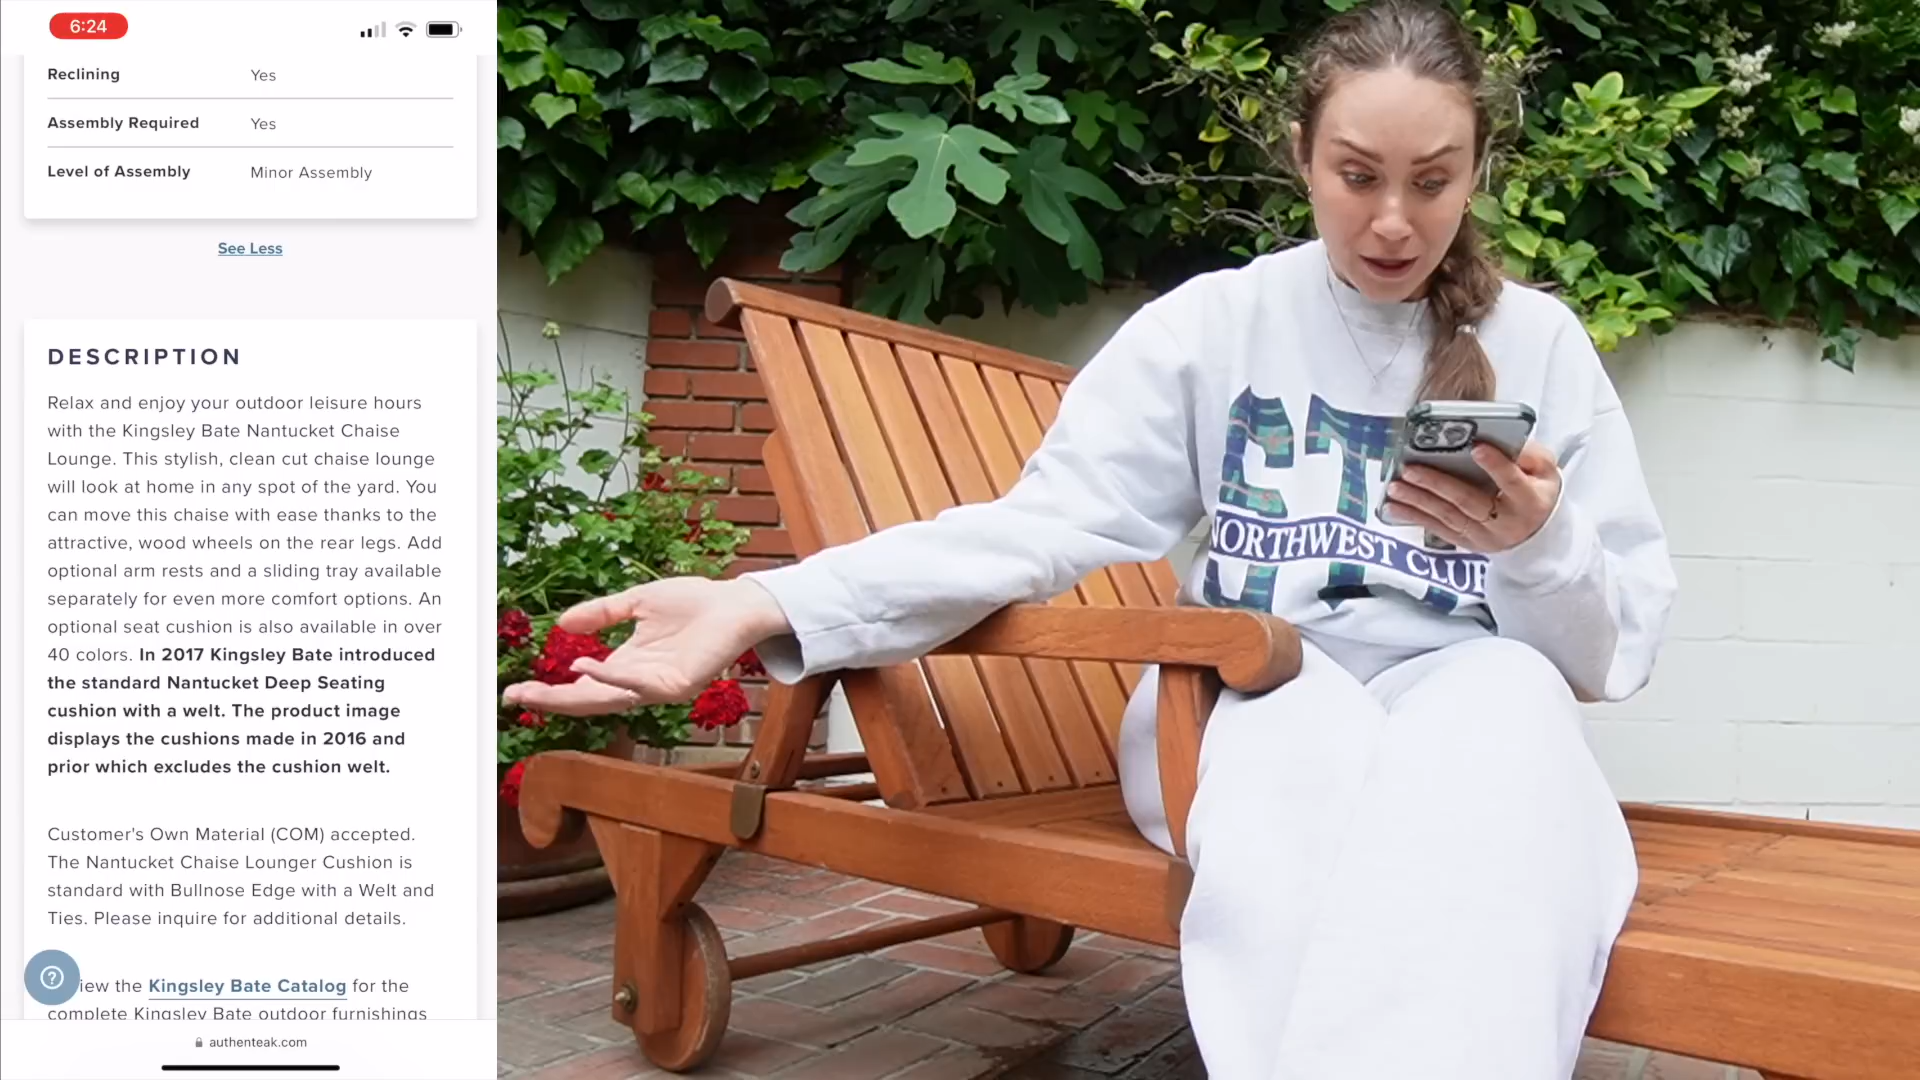 6:24
Reclining Yes
Assembly Required Yes
Level of Assembly Minor Assembly
See Less
DESCRIPTION
Relax and enjoy your outdoor leisure hours
with the Kingsley Bate Nantucket Chaise
Lounge. This stylish, clean cut chaise lounge
will look at home in any spot of the yard. You
can move this chaise with ease thanks to the
attractive, wood wheels on the rear legs. Add
optional arm rests and a sliding tray available
separately for even more comfort options. An
optional seat cushion is also available in over
40 colors. In 2017 Kingsley Bate introduced
the standard Nantucket Deep Seating
cushion with a welt. The product image
displays the cushions made in 2016 and
prior which excludes the cushion welt.
Customer's Own Material (COM) accepted.
The Nantucket Chaise Lounger Cushion is
standard with Bullnose Edge with a Welt and
Ties. Please inquire for additional details.
?
iew the Kingsley Bate Catalog for the
complete Kingsley Bate outdoor furnishings
authenteak.com
NORTHWEST CLUB